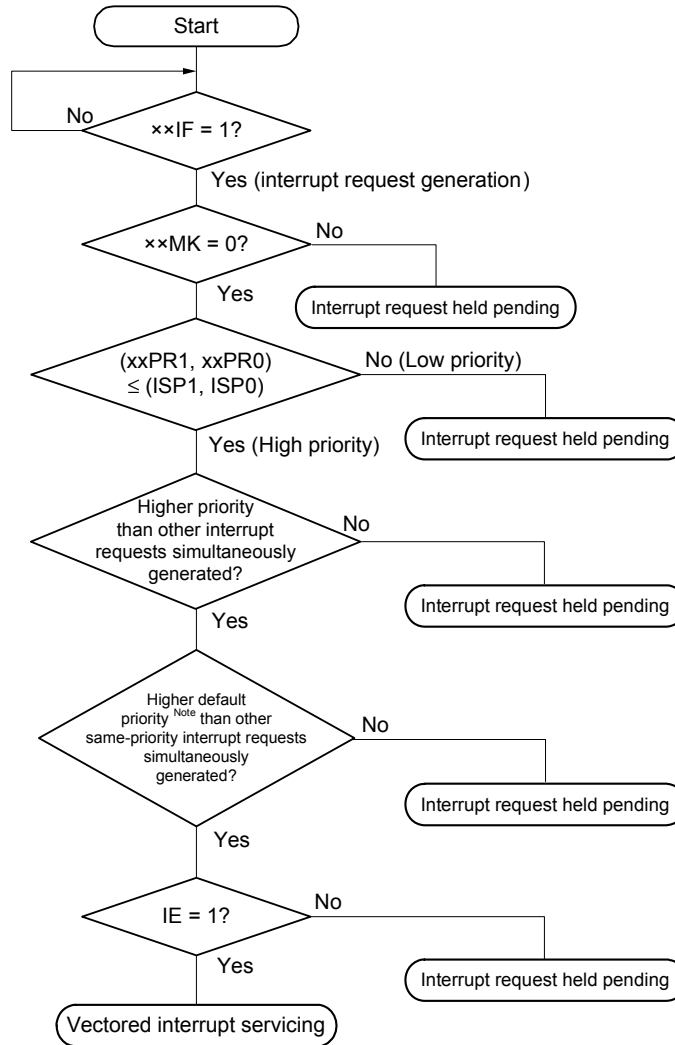 Start
No
××IF = 1?
Yes (interrupt request generation)
××MK = 0?
No
Yes
Interrupt request held pending
(xxPR1, xxPR0)
≤ (ISP1, ISP0)
No (Low priority)
Yes (High priority)
Interrupt request held pending
Higher priority
than other interrupt
requests simultaneously
generated?
No
Yes
Interrupt request held pending
Higher default
priority Note than other
same-priority interrupt requests
simultaneously
generated?
No
Yes
Interrupt request held pending
IE = 1?
No
Yes
Interrupt request held pending
Vectored interrupt servicing